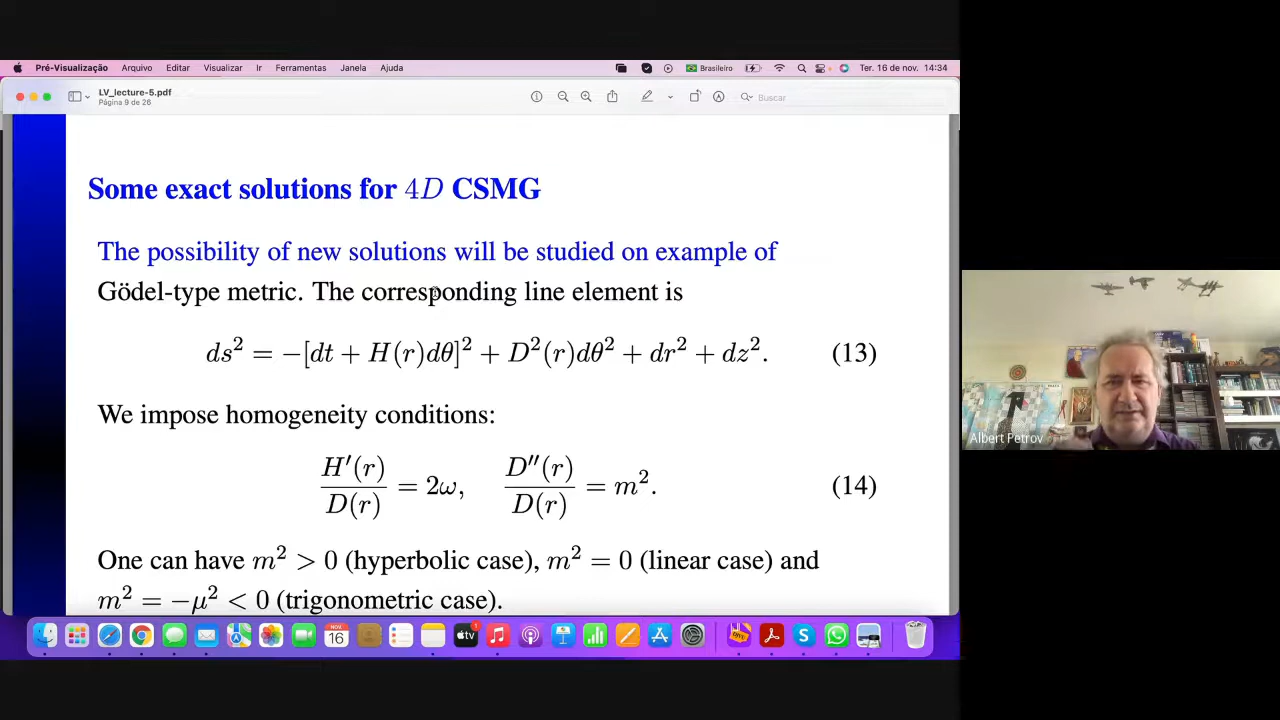 Pré-Visualização Arquivo Editar Visualizar Ir Ferramentas Janela Ajuda Brasileiro Ter. 16 de nov. 14:34
LV_lecture-5.pdf
Página 9 de 26
Buscar
Some exact solutions for 4D CSMG
The possibility of new solutions will be studied on example of
Gödel-type metric. The corresponding line element is
ds² = −[dt + H(r)dθ]² + D²(r)dθ² + dr² + dz². (13)
We impose homogeneity conditions:
H′(r)/D(r) = 2ω, D″(r)/D(r) = m². (14)
One can have m² > 0 (hyperbolic case), m² = 0 (linear case) and
m² = −μ² < 0 (trigonometric case).
Albert Petrov
NOV.
16
tv